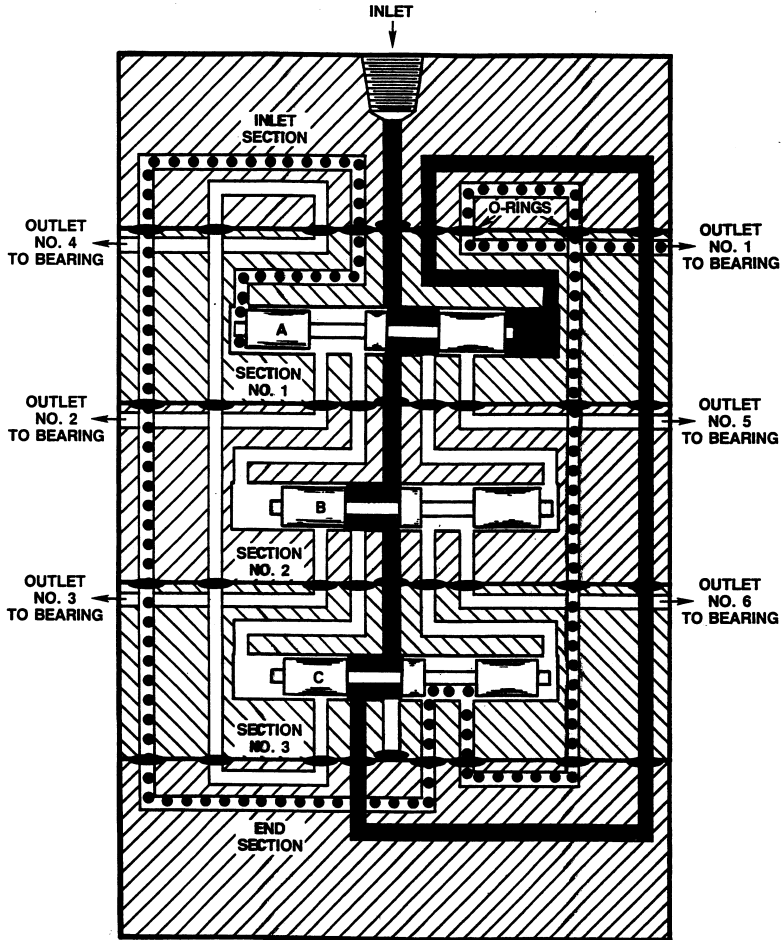 INLET
INLET
SECTION
O-RINGS
OUTLET
NO. 4
TO BEARING
OUTLET
NO. 1
TO BEARING
A
SECTION
NO. 1
OUTLET
NO. 2
TO BEARING
OUTLET
NO. 5
TO BEARING
B
SECTION
NO. 2
OUTLET
NO. 3
TO BEARING
OUTLET
NO. 6
TO BEARING
C
SECTION
NO. 3
END
SECTION